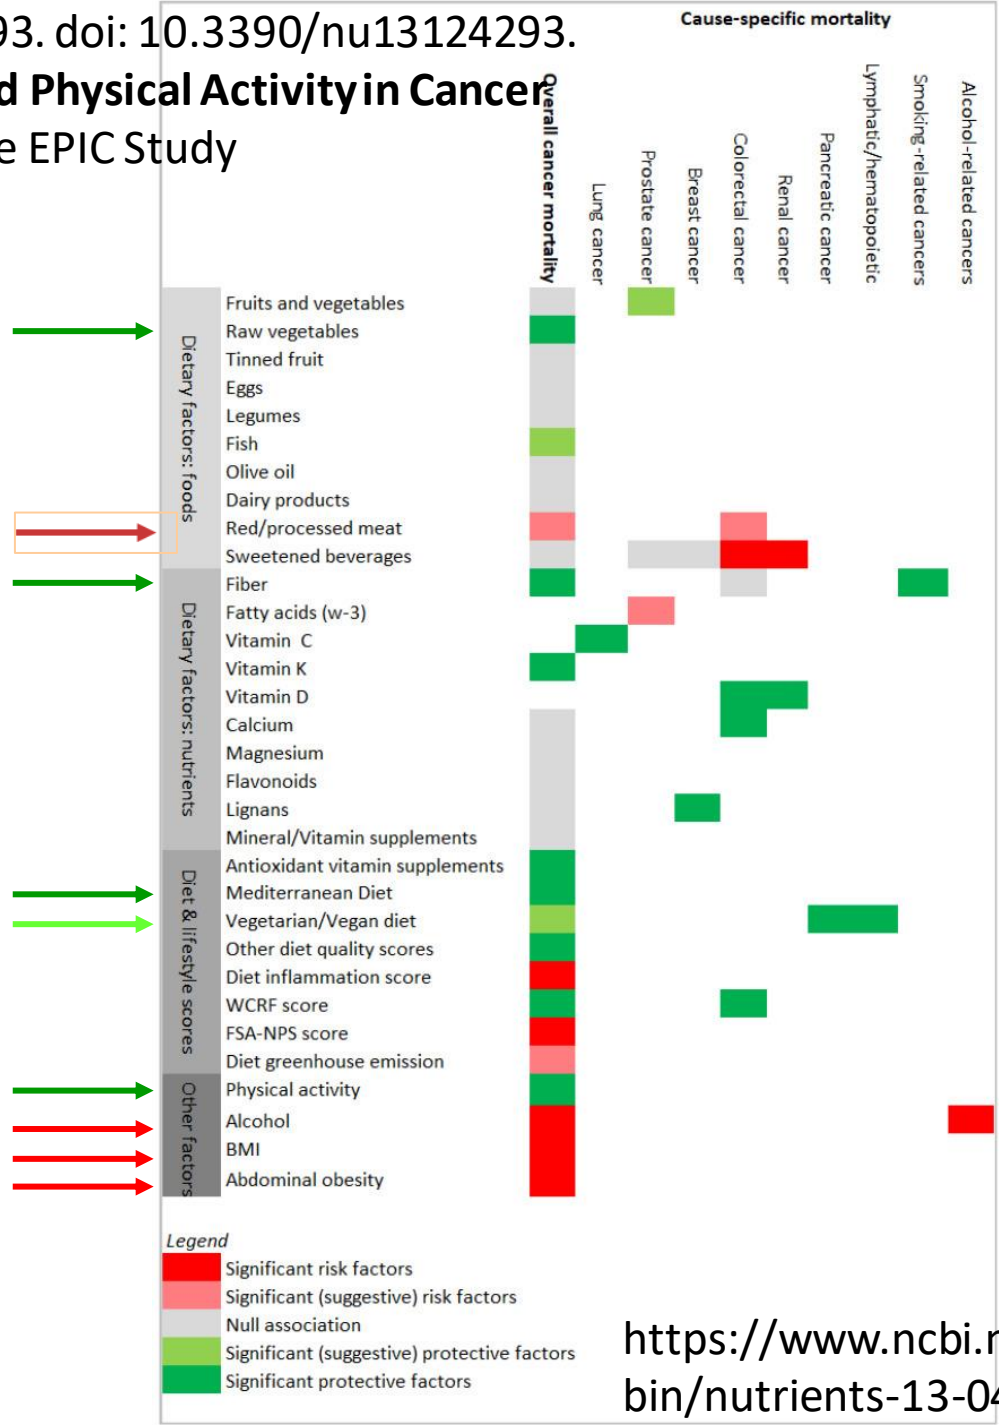 93. doi: 10.3390/nu13124293.
d Physical Activity in Cancer
e EPIC Study
Cause-specific mortality
Overall cancer mortality
Lung cancer
Prostate cancer
Breast cancer
Colorectal cancer
Renal cancer
Pancreatic cancer
Lymphatic/hematopoietic
Smoking-related cancers
Alcohol-related cancers
Dietary factors: foods
Fruits and vegetables
Raw vegetables
Tinned fruit
Eggs
Legumes
Fish
Olive oil
Dairy products
Red/processed meat
Sweetened beverages
Dietary factors: nutrients
Fiber
Fatty acids (w-3)
Vitamin C
Vitamin K
Vitamin D
Calcium
Magnesium
Flavonoids
Lignans
Mineral/Vitamin supplements
Diet & lifestyle scores
Antioxidant vitamin supplements
Mediterranean Diet
Vegetarian/Vegan diet
Other diet quality scores
Diet inflammation score
WCRF score
FSA-NPS score
Diet greenhouse emission
Other factors
Physical activity
Alcohol
BMI
Abdominal obesity
Legend
Significant risk factors
Significant (suggestive) risk factors
Null association
Significant (suggestive) protective factors
Significant protective factors
https://www.ncbi.n
bin/nutrients-13-04